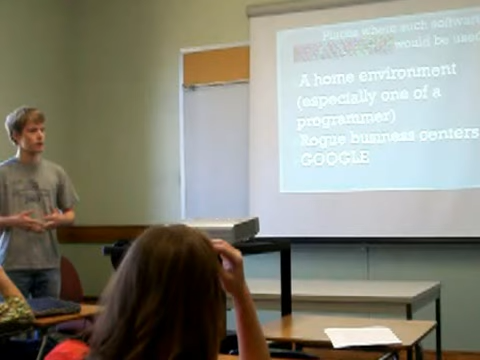 Places where such software
would be used
A home environment
(especially one of a
programmer)
Rogue business centers
GOOGLE